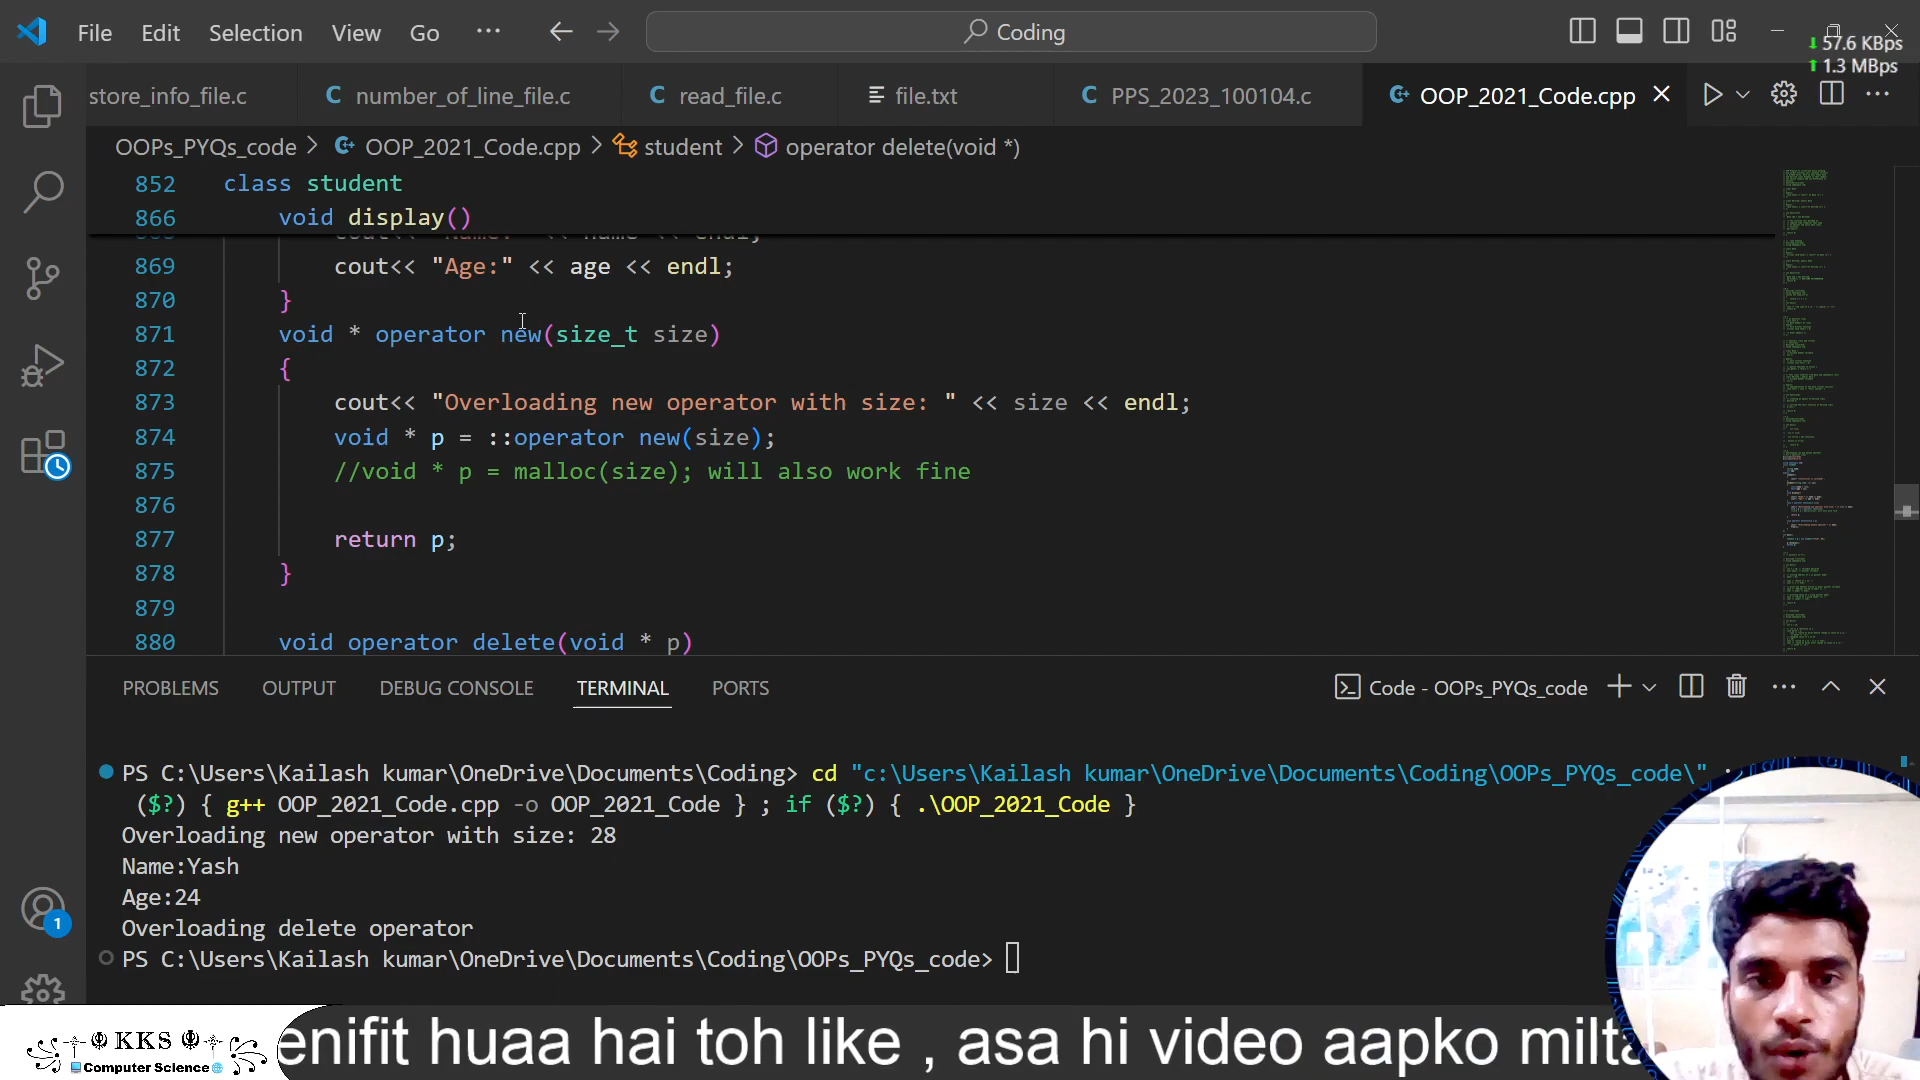 File Edit Selection View Go ··· Coding
57.6 KBps
1.3 MBps
store_info_file.c number_of_line_file.c read_file.c file.txt PPS_2023_100104.c OOP_2021_Code.cpp
OOPs_PYQs_code > OOP_2021_Code.cpp > student > operator delete(void *)
852 class student
866 void display()
869 cout<< "Age:" << age << endl;
870 }
871 void * operator new(size_t size)
872 {
873 cout<< "Overloading new operator with size: " << size << endl;
874 void * p = ::operator new(size);
875 //void * p = malloc(size); will also work fine
876
877 return p;
878 }
879
880 void operator delete(void * p)
PROBLEMS OUTPUT DEBUG CONSOLE TERMINAL PORTS Code - OOPs_PYQs_code
PS C:\Users\Kailash kumar\OneDrive\Documents\Coding> cd "c:\Users\Kailash kumar\OneDrive\Documents\Coding\OOPs_PYQs_code\" ;
($?) { g++ OOP_2021_Code.cpp -o OOP_2021_Code } ; if ($?) { .\OOP_2021_Code }
Overloading new operator with size: 28
Name:Yash
Age:24
Overloading delete operator
PS C:\Users\Kailash kumar\OneDrive\Documents\Coding\OOPs_PYQs_code>
1
KKS
Computer Science
enifit huaa hai toh like , asa hi video aapko milta